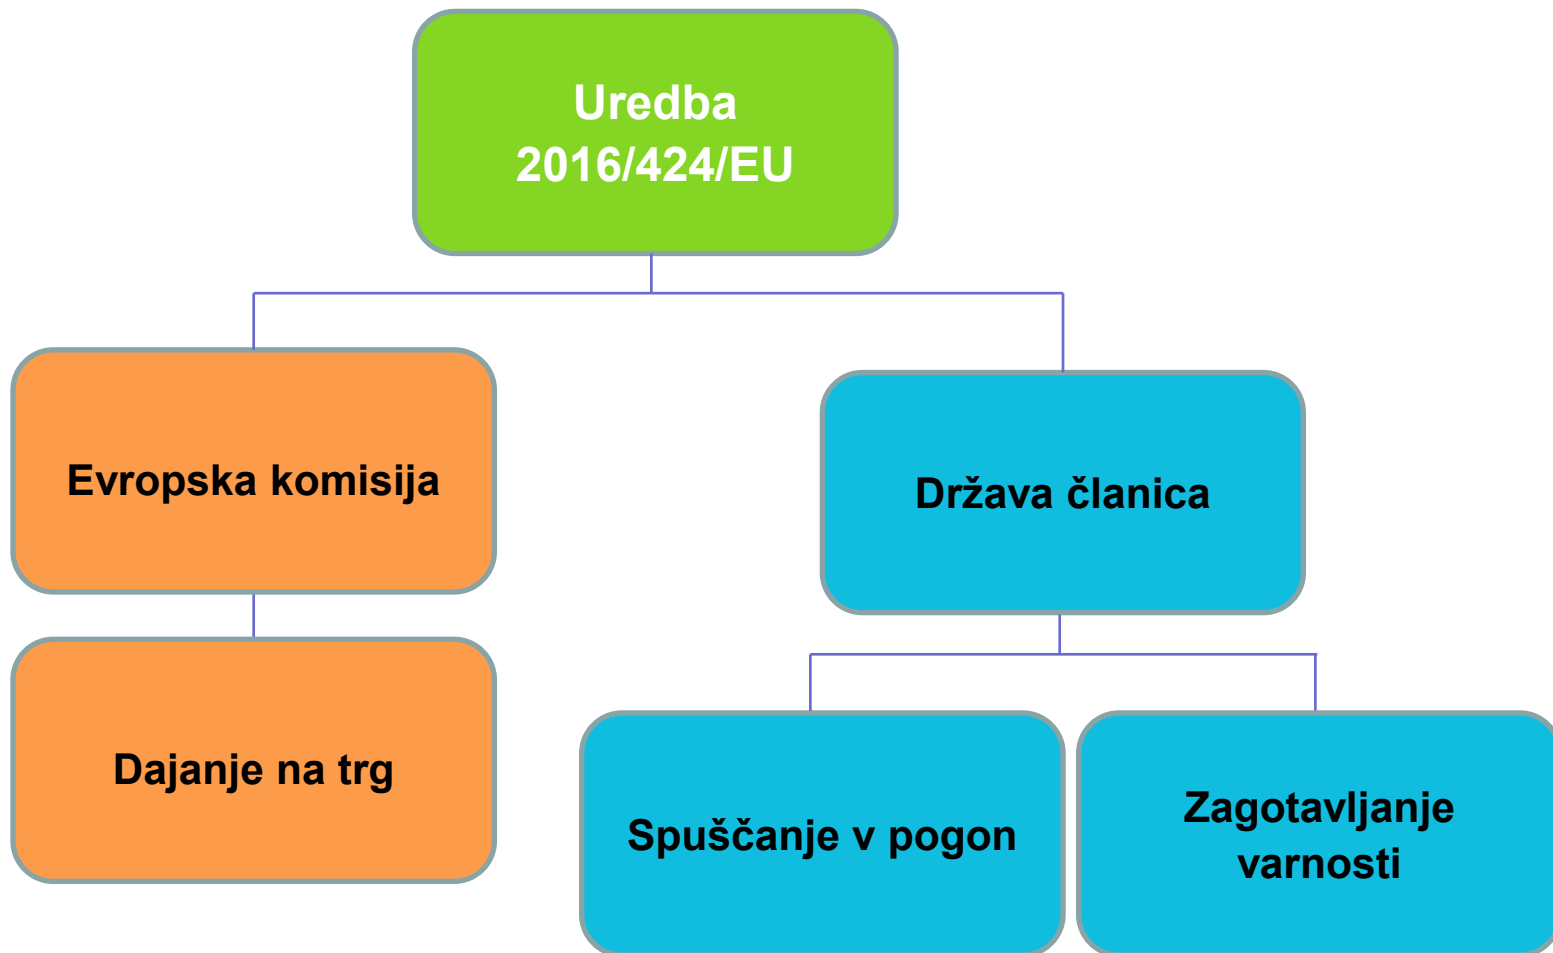 Uredba
2016/424/EU
Evropska komisija
Država članica
Dajanje na trg
Spuščanje v pogon
Zagotavljanje
varnosti